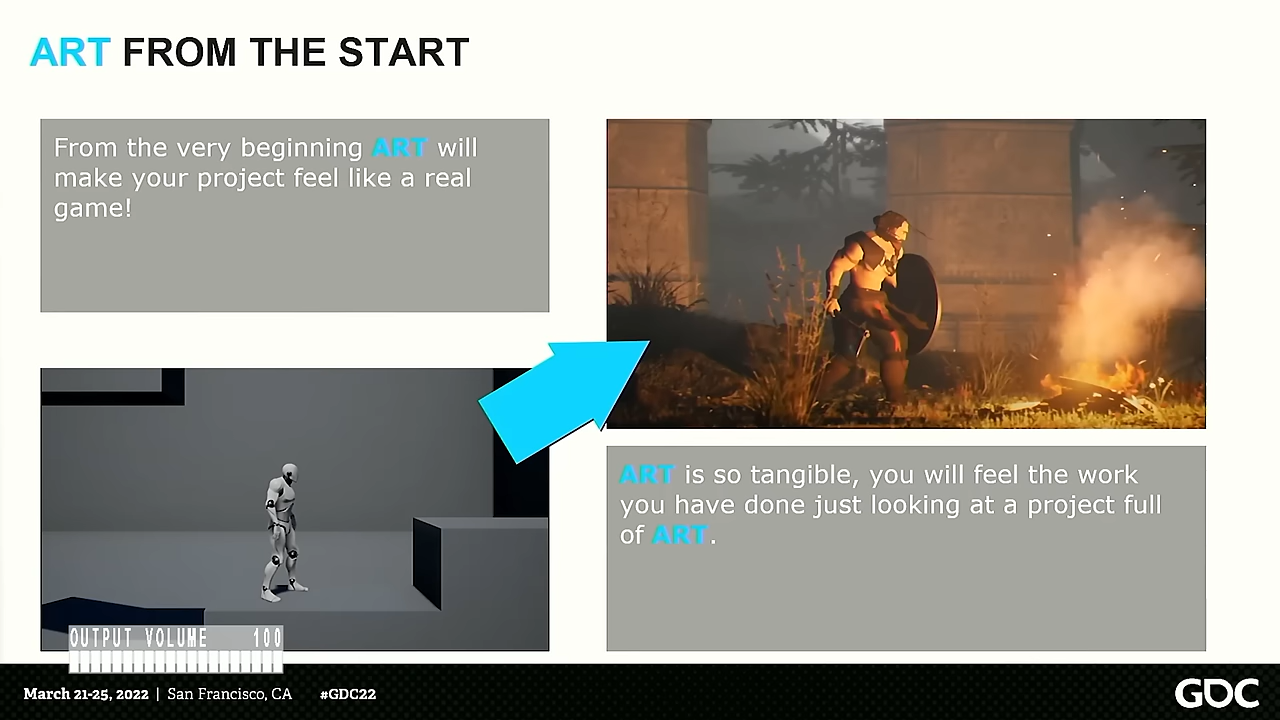 ART FROM THE START
From the very beginning ART will
make your project feel like a real
game!
ART is so tangible, you will feel the work
you have done just looking at a project full
of ART.
OUTPUT VOLUME 100
March 21-25, 2022 | San Francisco, CA #GDC22
GDC